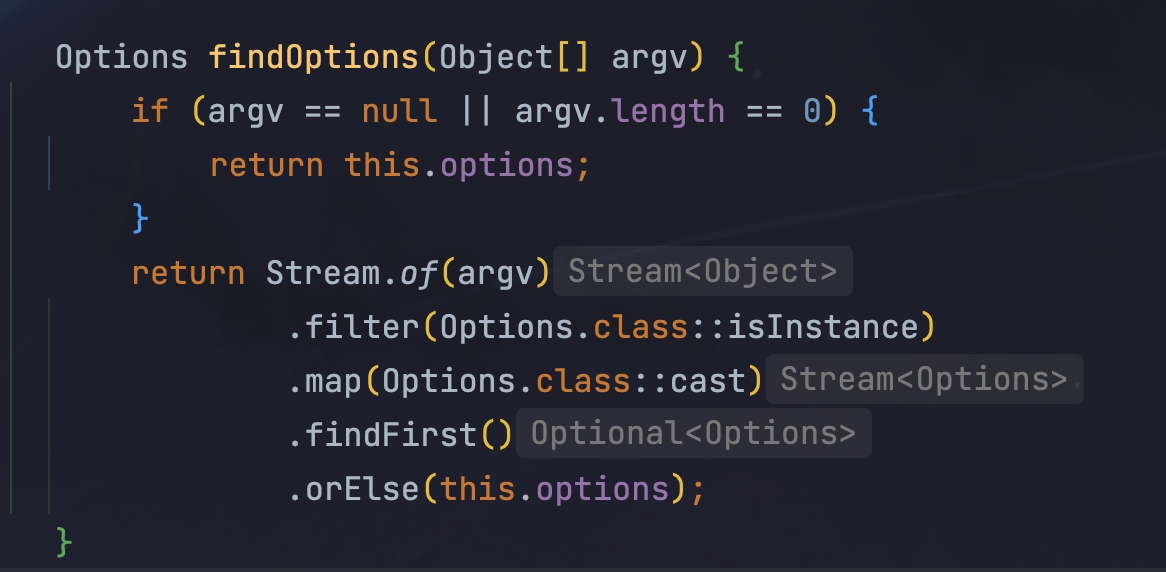 Options findOptions(Object[] argv) {
    if (argv == null || argv.length == 0) {
        return this.options;
    }
    return Stream.of(argv) Stream<Object>
            .filter(Options.class::isInstance)
            .map(Options.class::cast) Stream<Options>
            .findFirst() Optional<Options>
            .orElse(this.options);
}